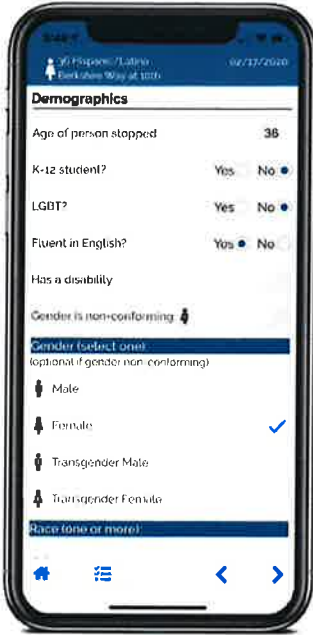 36 Hispanic/Latino 02/17/2020
Berkshire Way at 10th
Demographics
Age of person stopped 36
K-12 student? Yes No
LGBT? Yes No
Fluent in English? Yes No
Has a disability
Gender is non-conforming
Gender (select one)
(optional if gender non-conforming)
Male
Female
Transgender Male
Transgender Female
Race (one or more)